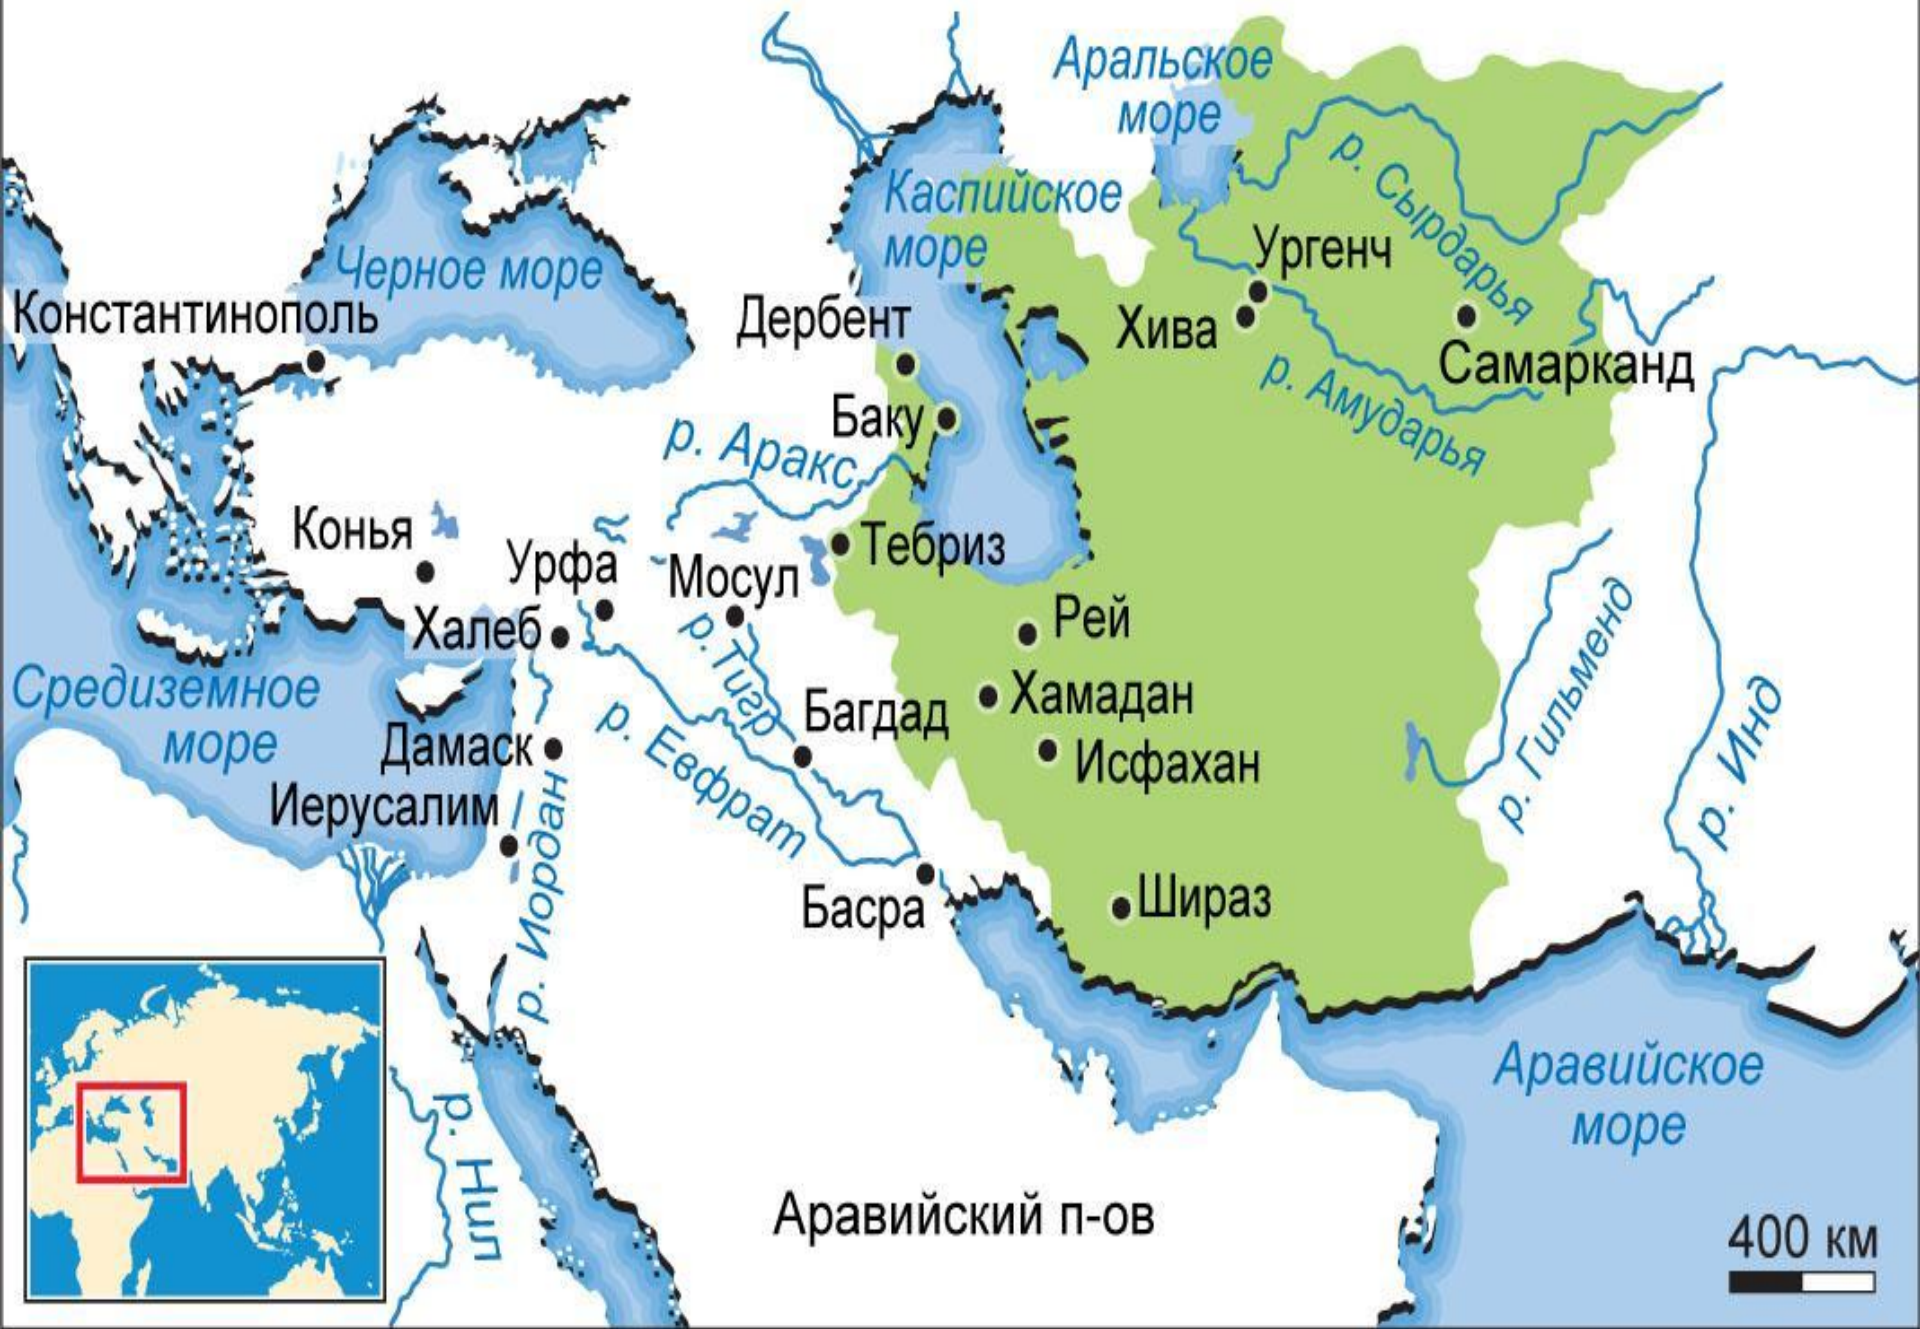 Аральское
море
р. Сырдарья
Каспийское
море
Ургенч
Черное море
Константинополь
Дербент
Хива
Самарканд
р. Амударья
Баку
р. Аракс
Конья
Урфа
Мосул
Тебриз
Халеб
Рей
р. Тигр
р. Гильменд
Средиземное
море
Хамадан
Багдад
р. Инд
Дамаск
р. Евфрат
Исфахан
Иерусалим
р. Иордан
Басра
Шираз
Аравийское
море
р. Нил
Аравийский п-ов
400 км